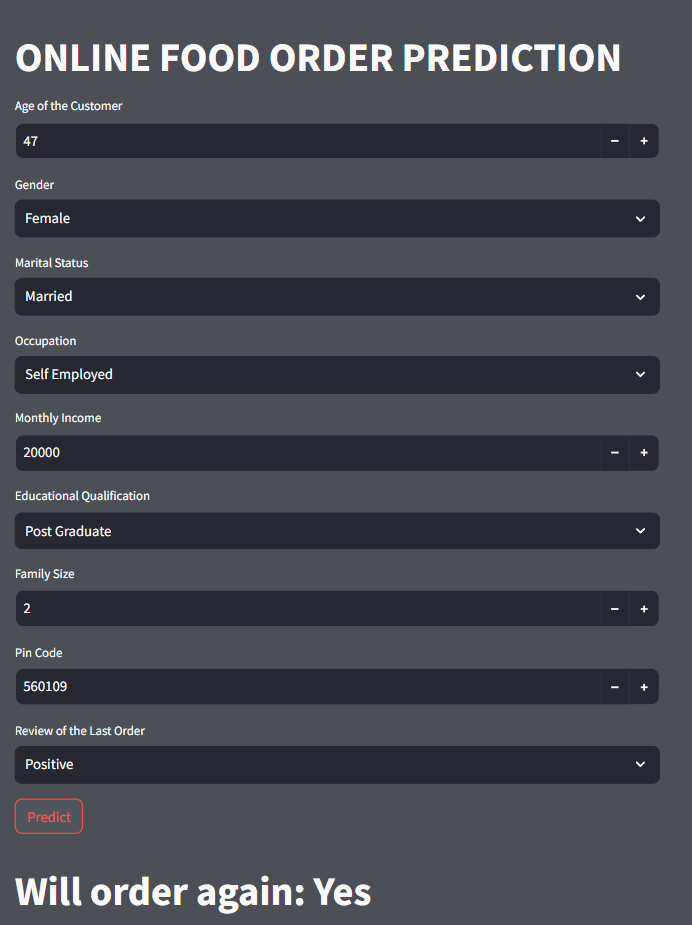 ONLINE FOOD ORDER PREDICTION
Age of the Customer
47
Gender
Female
Marital Status
Married
Occupation
Self Employed
Monthly Income
20000
Educational Qualification
Post Graduate
Family Size
2
Pin Code
560109
Review of the Last Order
Positive
Predict
Will order again: Yes